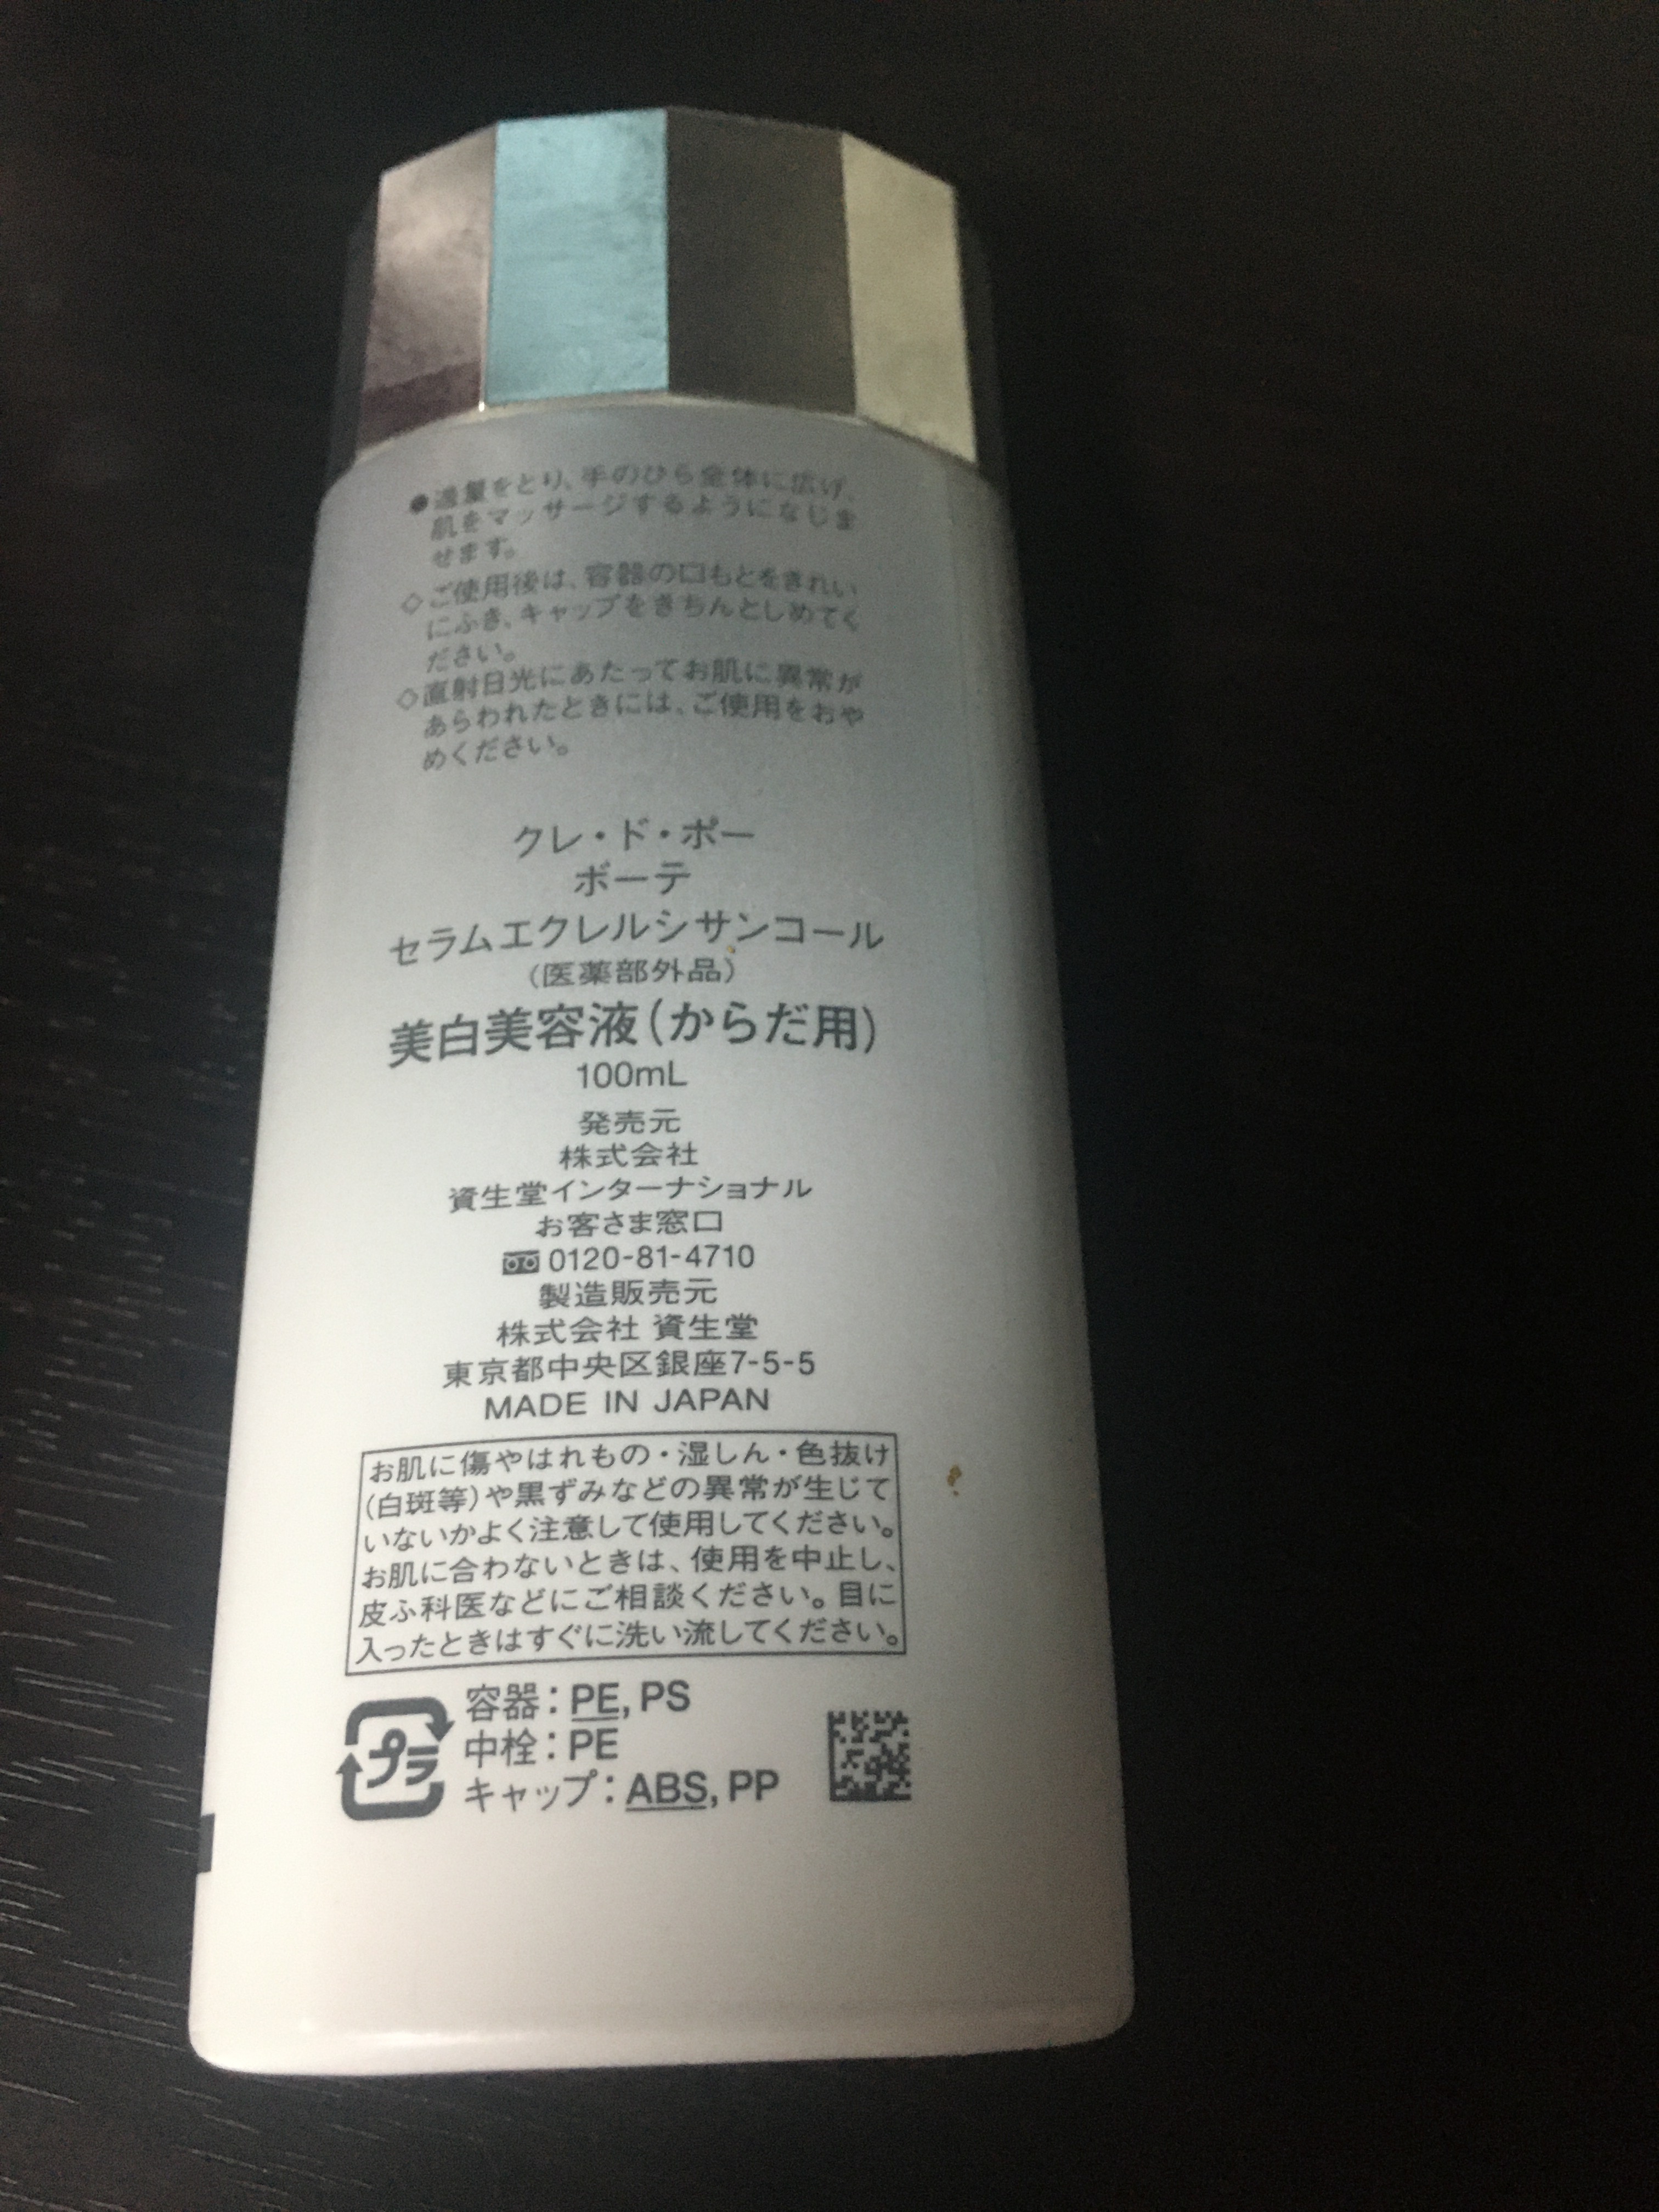 ●適量をとり、手のひら全体に広げ、
肌をマッサージするようになじま
せます。
◇ご使用後は、容器の口もとをきれい
にふき、キャップをきちんとしめてく
ださい。
◇直射日光にあたってお肌に異常が
あらわれたときには、ご使用をおや
めください。
クレ・ド・ポー
ボーテ
セラムエクレルシサンコール
(医薬部外品)
美白美容液(からだ用)
100mL
発売元
株式会社
資生堂インターナショナル
お客さま窓口
0120-81-4710
製造販売元
株式会社 資生堂
東京都中央区銀座7-5-5
MADE IN JAPAN
お肌に傷やはれもの・湿しん・色抜け
(白斑等)や黒ずみなどの異常が生じて
いないかよく注意して使用してください。
お肌に合わないときは、使用を中止し、
皮ふ科医などにご相談ください。目に
入ったときはすぐに洗い流してください。
プラ
容器:PE, PS
中栓:PE
キャップ:ABS, PP